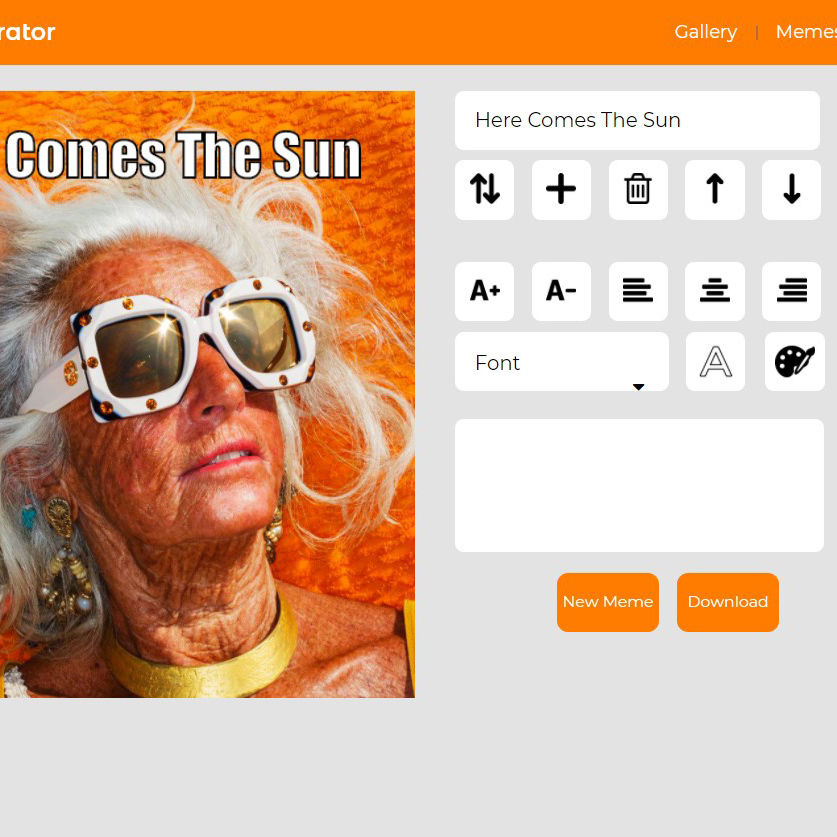 rator
Gallery | Memes
Comes The Sun
Here Comes The Sun
A+
A-
Font
A
New Meme
Download